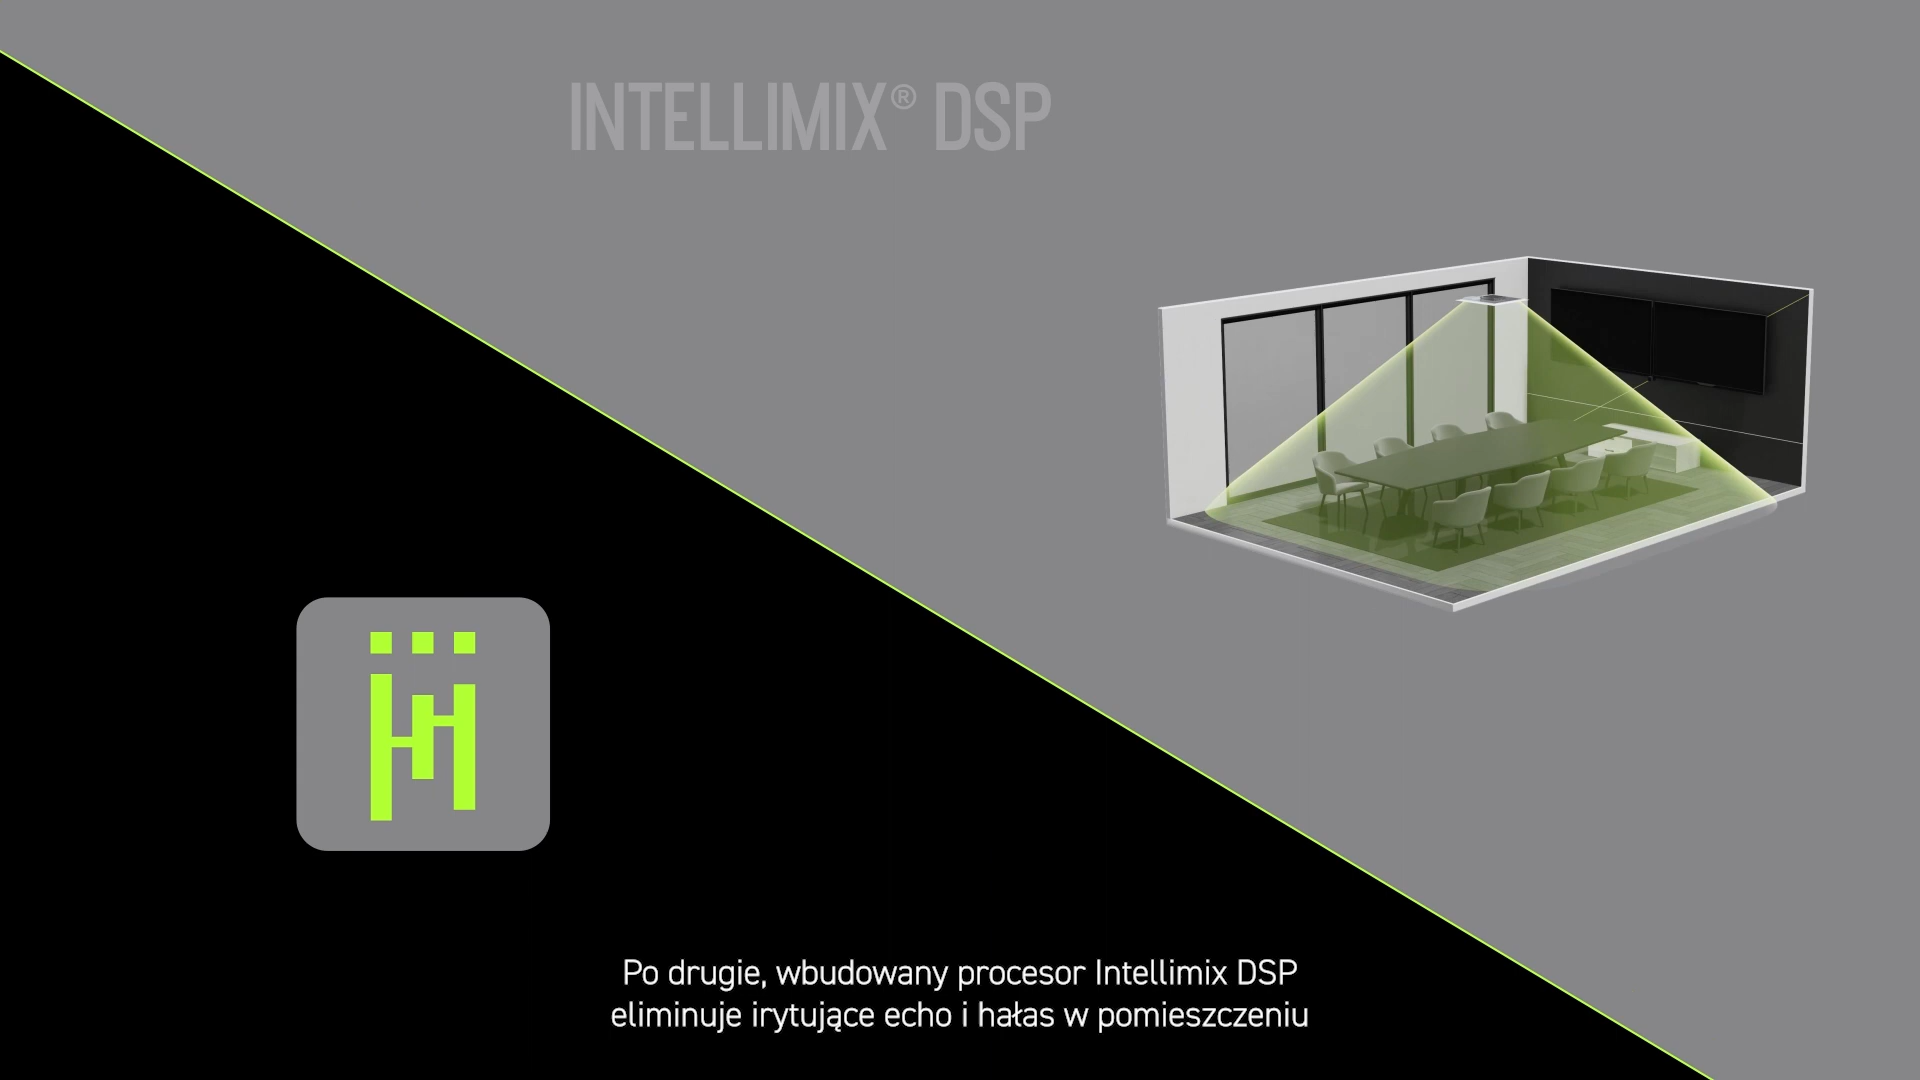 INTELLIMIX® DSP
Po drugie, wbudowany procesor Intellimix DSP
eliminuje irytujące echo i hałas w pomieszczeniu